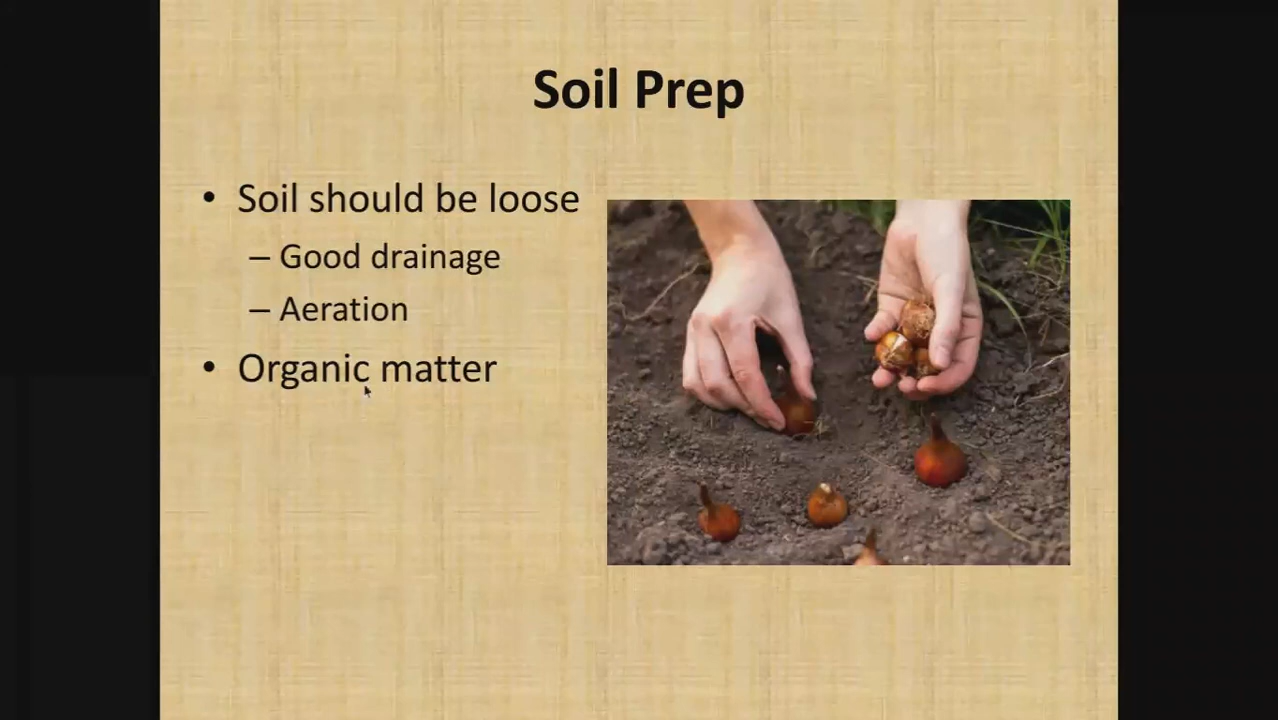 Soil Prep
• Soil should be loose
– Good drainage
– Aeration
• Organic matter